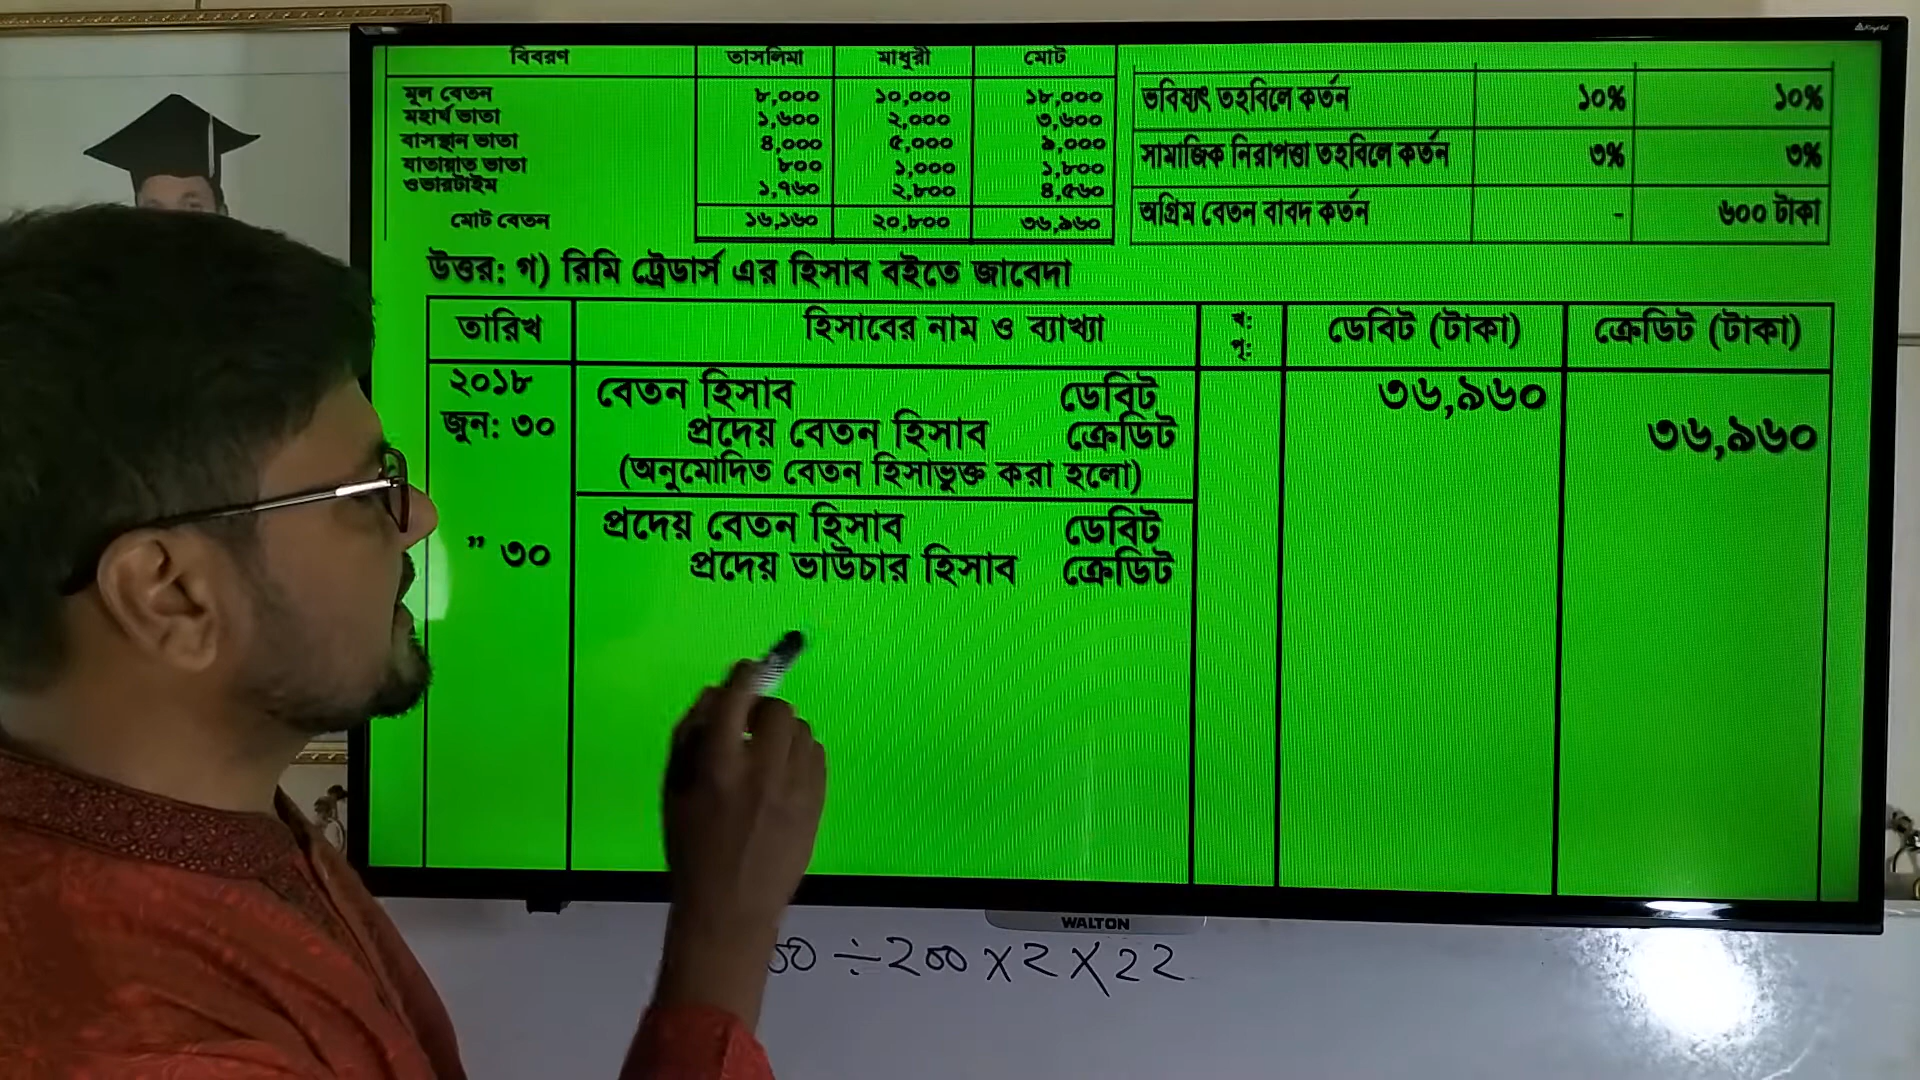 বিবরণ তাসলিমা মাধুরী মোট
মূল বেতন ৮,০০০ ১০,০০০ ১৮,০০০
মহার্ঘ ভাতা ১,৬০০ ২,০০০ ৩,৬০০
বাসস্থান ভাতা ৪,০০০ ৫,০০০ ৯,০০০
যাতায়াত ভাতা ৮০০ ১,০০০ ১,৮০০
ওভারটাইম ১,৭৬০ ২,৮০০ ৪,৫৬০
মোট বেতন ১৬,১৬০ ২০,৮০০ ৩৬,৯৬০
ভবিষ্যৎ তহবিলে কর্তন ১০% ১০%
সামাজিক নিরাপত্তা তহবিলে কর্তন ৩% ৩%
অগ্রিম বেতন বাবদ কর্তন - ৬০০ টাকা
উত্তর: গ) রিমি ট্রেডার্স এর হিসাব বইতে জাবেদা
তারিখ হিসাবের নাম ও ব্যাখ্যা খ: পৃ: ডেবিট (টাকা) ক্রেডিট (টাকা)
২০১৮ বেতন হিসাব ডেবিট ৩৬,৯৬০
জুন: ৩০ প্রদেয় বেতন হিসাব ক্রেডিট ৩৬,৯৬০
(অনুমোদিত বেতন হিসাভুক্ত করা হলো)
প্রদেয় বেতন হিসাব ডেবিট
” ৩০ প্রদেয় ভাউচার হিসাব ক্রেডিট
WALTON
00 ÷ 200 × 2 × 22